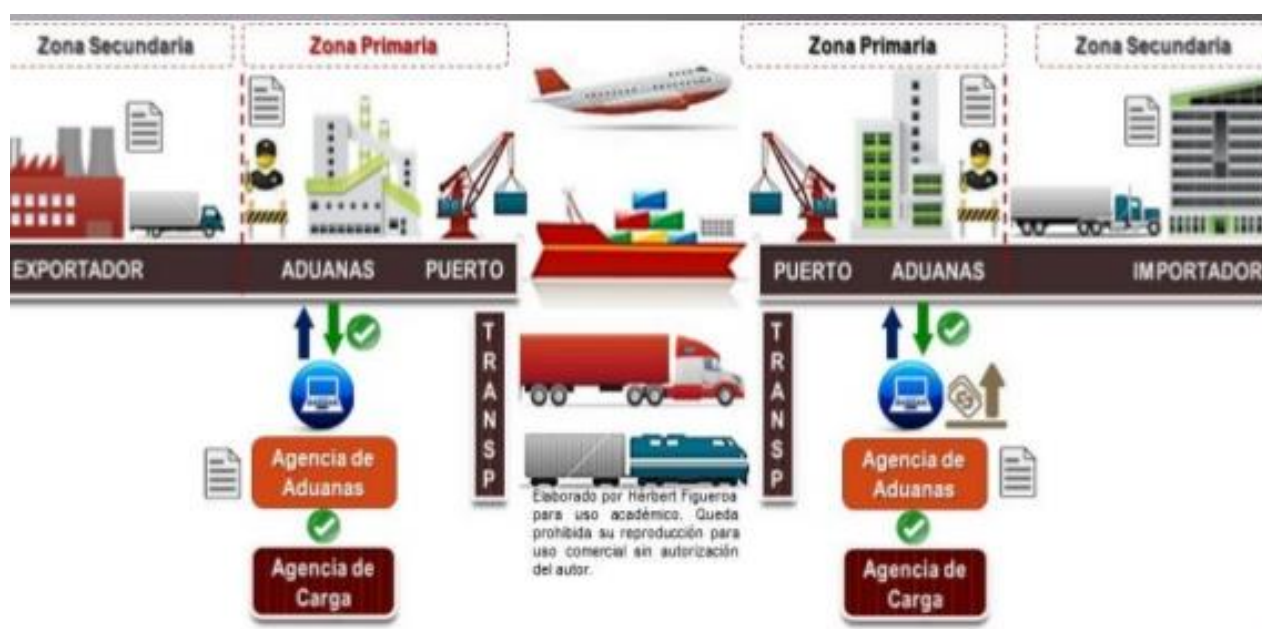 Zona Secundaria
Zona Primaria
Zona Primaria
Zona Secundaria
EXPORTADOR
ADUANAS
PUERTO
PUERTO
ADUANAS
IMPORTADOR
TRANSP
TRANSP
Agencia de
Aduanas
Agencia de
Aduanas
Elaborado por Hérbert Figueroa
para uso académico. Queda
prohibida su reproducción para
uso comercial sin autorización
del autor.
Agencia de
Carga
Agencia de
Carga